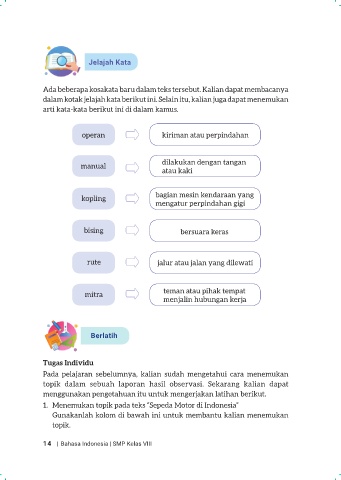 Jelajah Kata
Ada beberapa kosakata baru dalam teks tersebut. Kalian dapat membacanya
dalam kotak jelajah kata berikut ini. Selain itu, kalian juga dapat menemukan
arti kata-kata berikut ini di dalam kamus.
operan
kiriman atau perpindahan
manual
dilakukan dengan tangan
atau kaki
kopling
bagian mesin kendaraan yang
mengatur perpindahan gigi
bising
bersuara keras
rute
jalur atau jalan yang dilewati
mitra
teman atau pihak tempat
menjalin hubungan kerja
Berlatih
Tugas Individu
Pada pelajaran sebelumnya, kalian sudah mengetahui cara menemukan
topik dalam sebuah laporan hasil observasi. Sekarang kalian dapat
menggunakan pengetahuan itu untuk mengerjakan latihan berikut.
1. Menemukan topik pada teks "Sepeda Motor di Indonesia"
Gunakanlah kolom di bawah ini untuk membantu kalian menemukan
topik.
14 | Bahasa Indonesia | SMP Kelas VIII